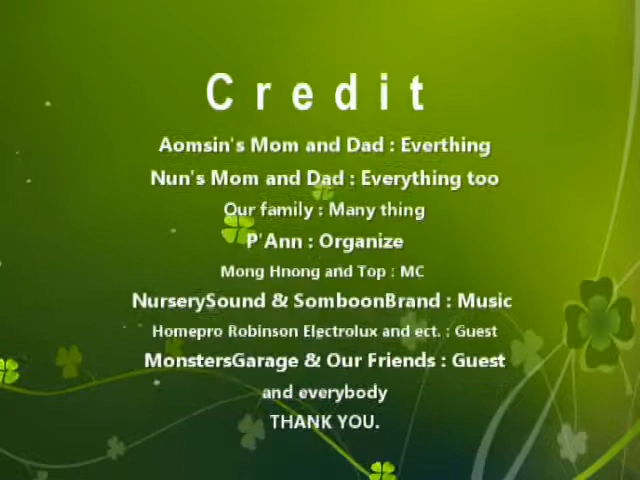 Credit
Aomsin's Mom and Dad : Everthing
Nun's Mom and Dad : Everything too
Our family : Many thing
P'Ann : Organize
Mong Hnong and Top : MC
NurserySound & SomboonBrand : Music
Homepro Robinson Electrolux and ect. : Guest
MonstersGarage & Our Friends : Guest
and everybody
THANK YOU.